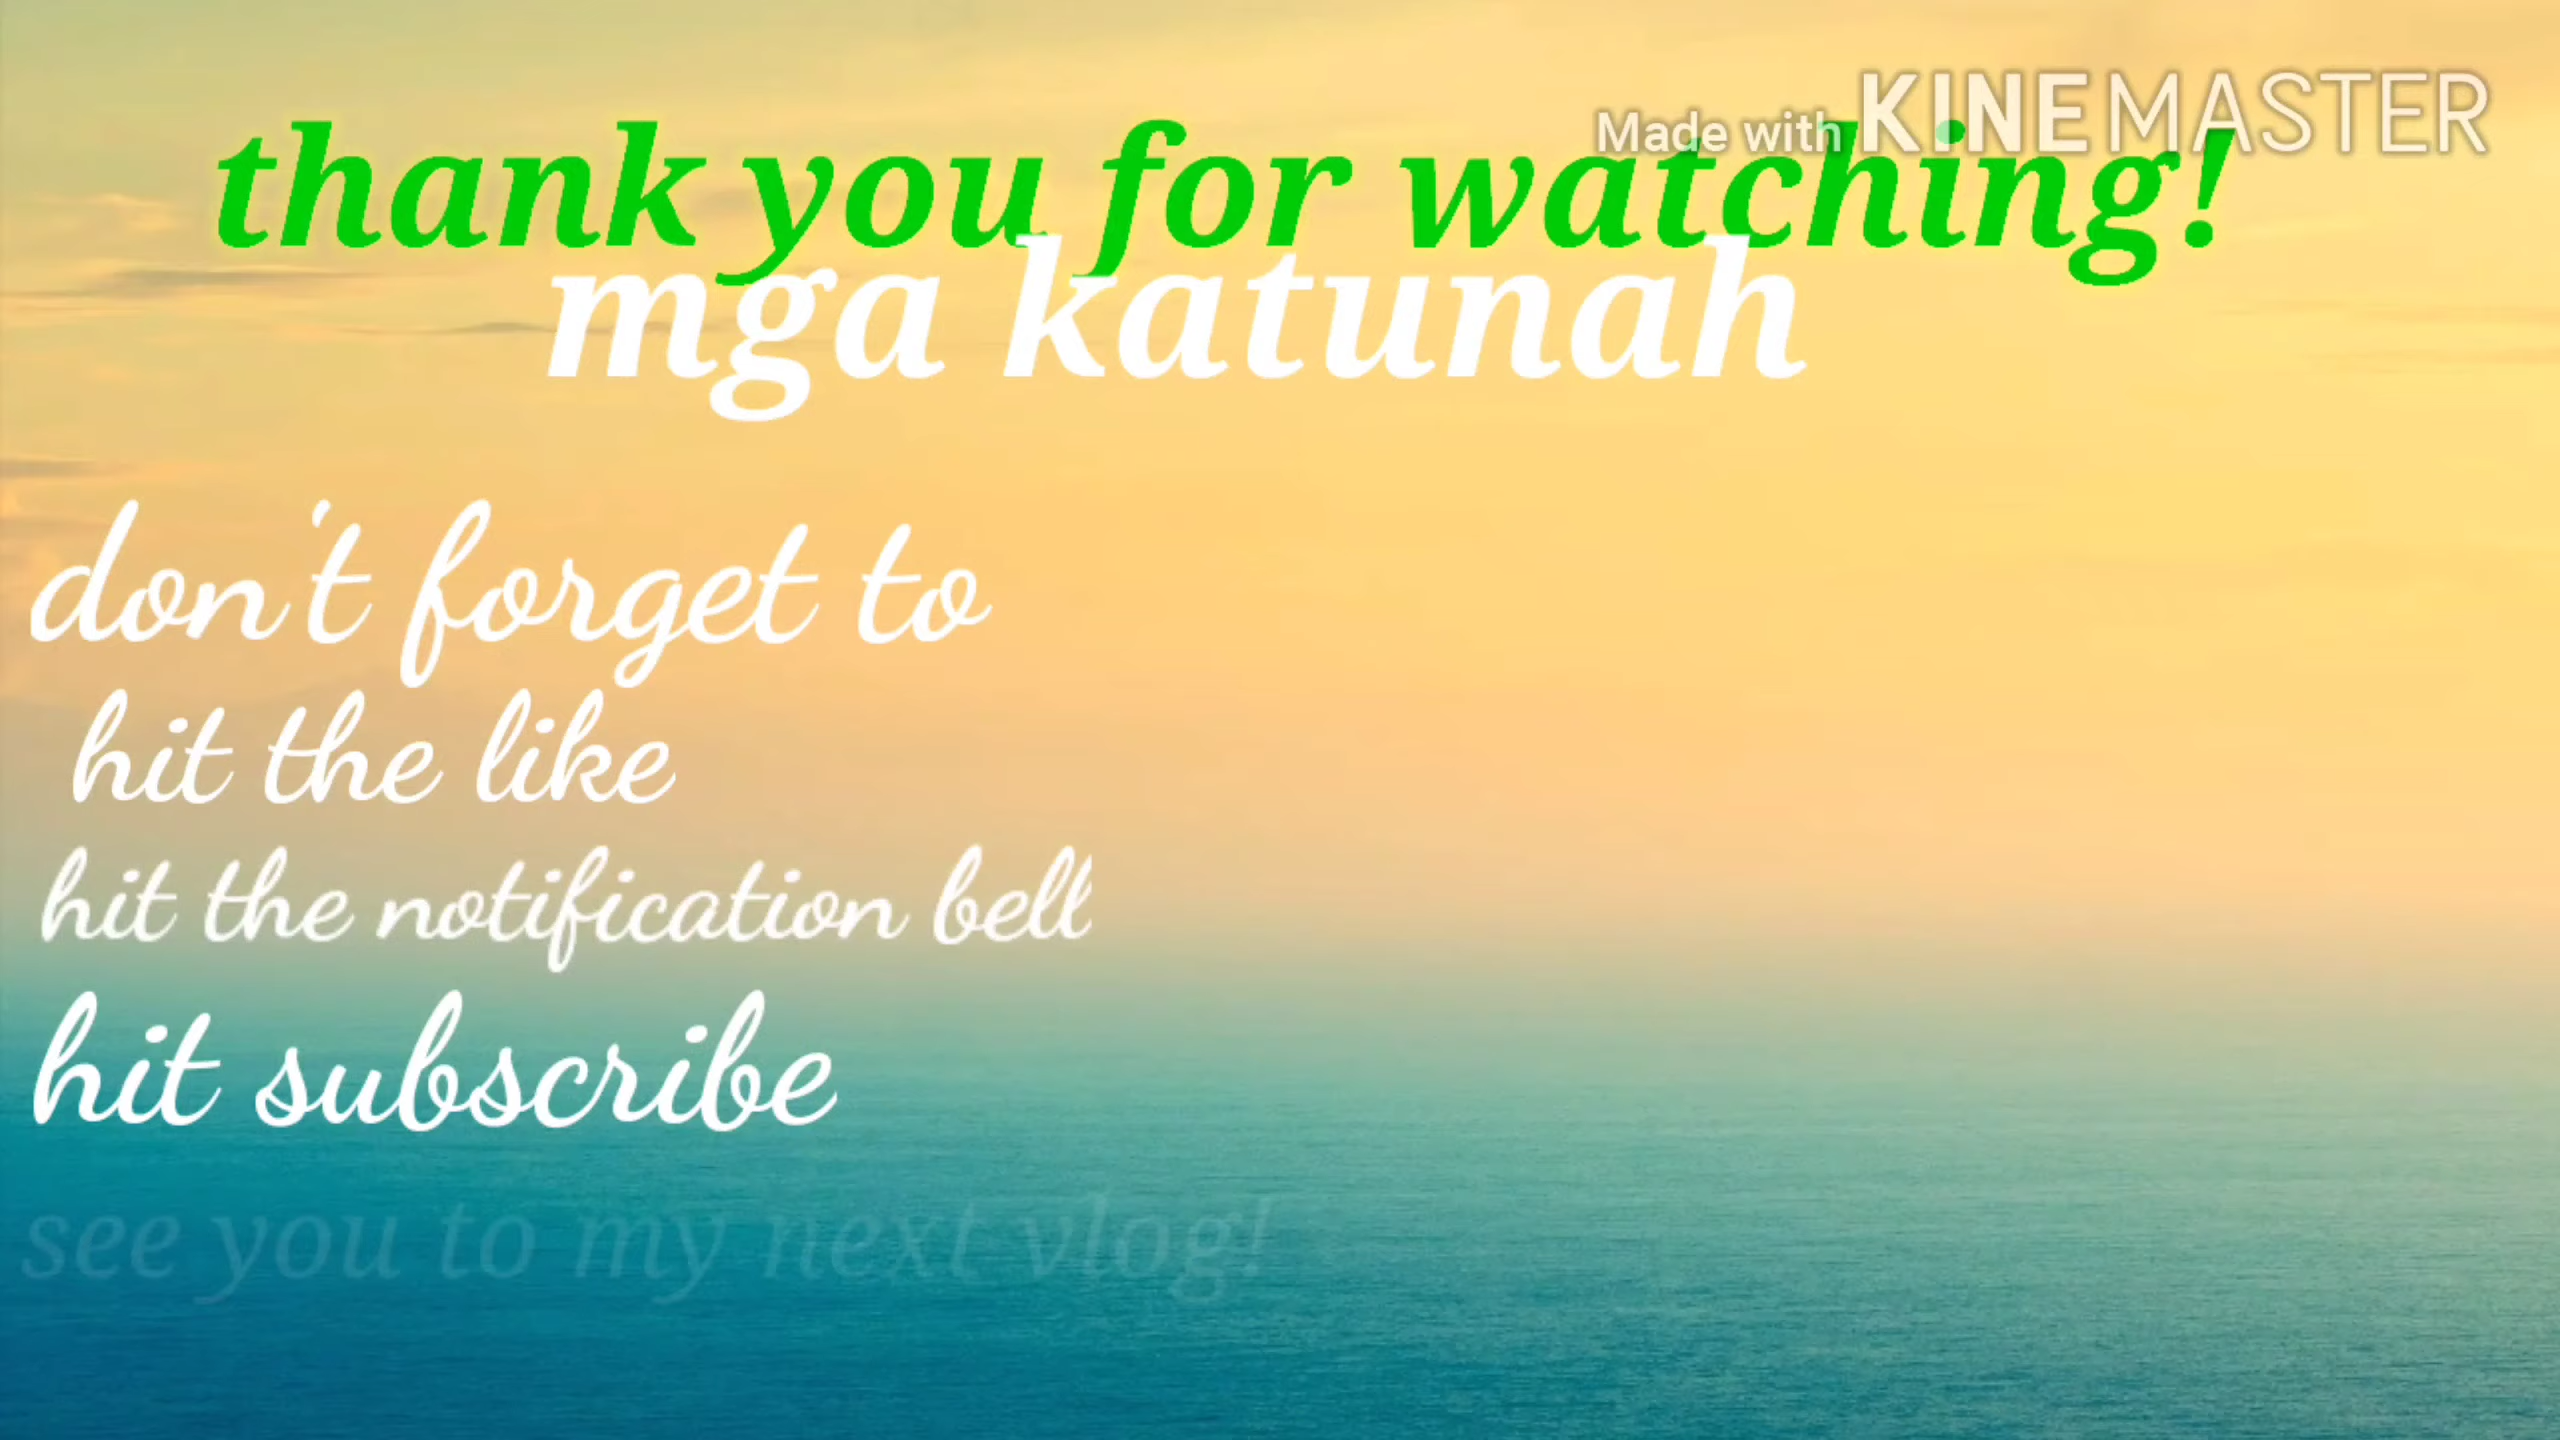 Made with KINEMASTER
thank you for watching!
mga katunah
don't forget to
hit the like
hit the notification bell
hit subscribe
see you to my next vlog!